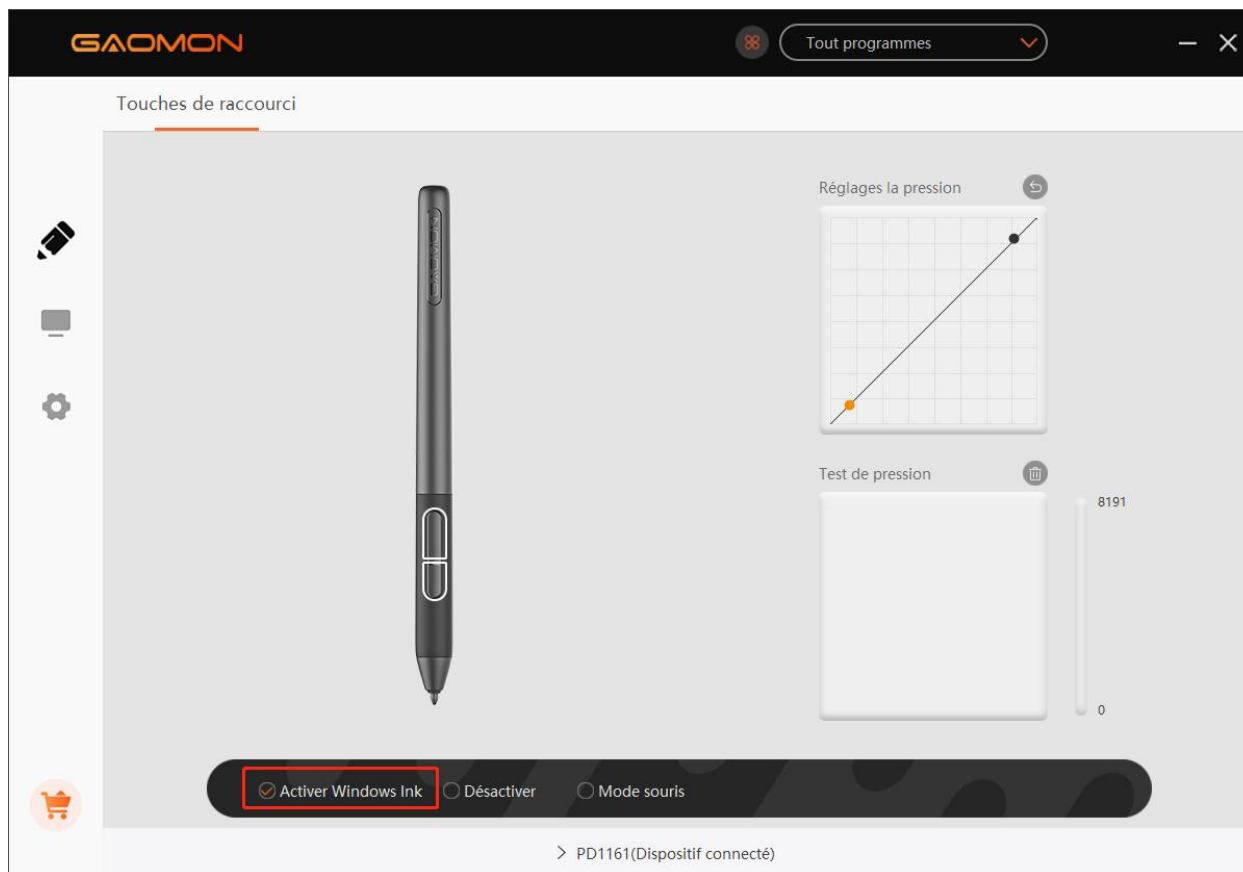 GAOMON
Tout programmes
Touches de raccourci
GAOMON
Réglages la pression
Test de pression
8191
0
Activer Windows Ink
Désactiver
Mode souris
> PD1161(Dispositif connecté)